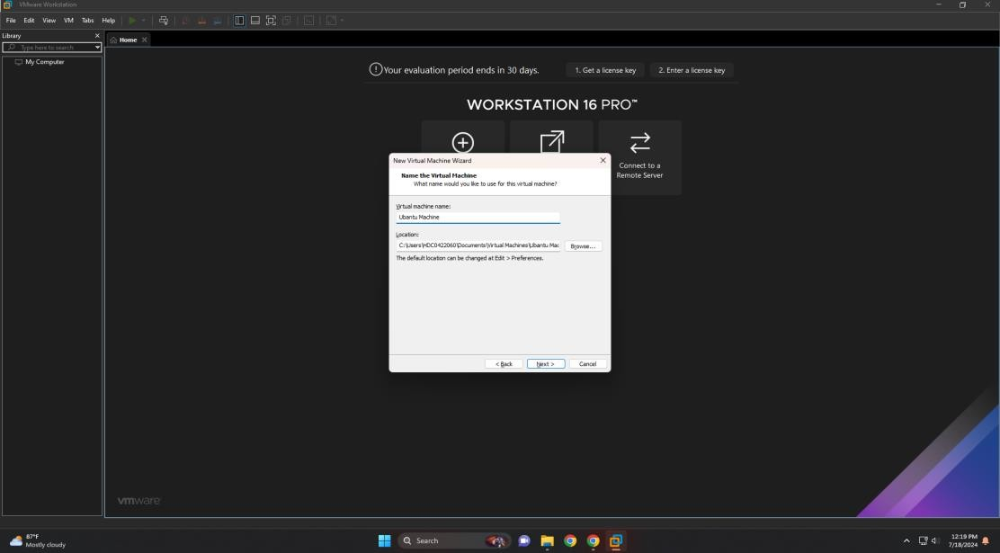 VMware Workstation
File Edit View VM Tabs Help
Library
Type here to search
My Computer
Home
Your evaluation period ends in 30 days.
1. Get a license key
2. Enter a license key
WORKSTATION 16 PRO™
Connect to a
Remote Server
New Virtual Machine Wizard
Name the Virtual Machine
What name would you like to use for this virtual machine?
Virtual machine name:
Ubantu Machine
Location:
C:\Users\HDC0422060\Documents\Virtual Machines\Ubantu Mac
Browse...
The default location can be changed at Edit > Preferences.
< Back
Next >
Cancel
vmware
87°F
Mostly cloudy
Search
12:19 PM
7/18/2024